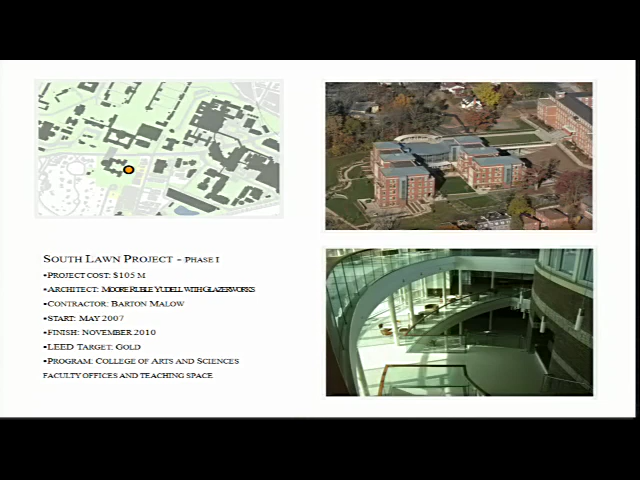 SOUTH LAWN PROJECT - PHASE I
•PROJECT COST: $105 M
•ARCHITECT: MOORE RUBLE YUDELL WITH GLAZERWORKS
•CONTRACTOR: BARTON MALOW
•START: MAY 2007
•FINISH: NOVEMBER 2010
•LEED TARGET: GOLD
•PROGRAM: COLLEGE OF ARTS AND SCIENCES
FACULTY OFFICES AND TEACHING SPACE